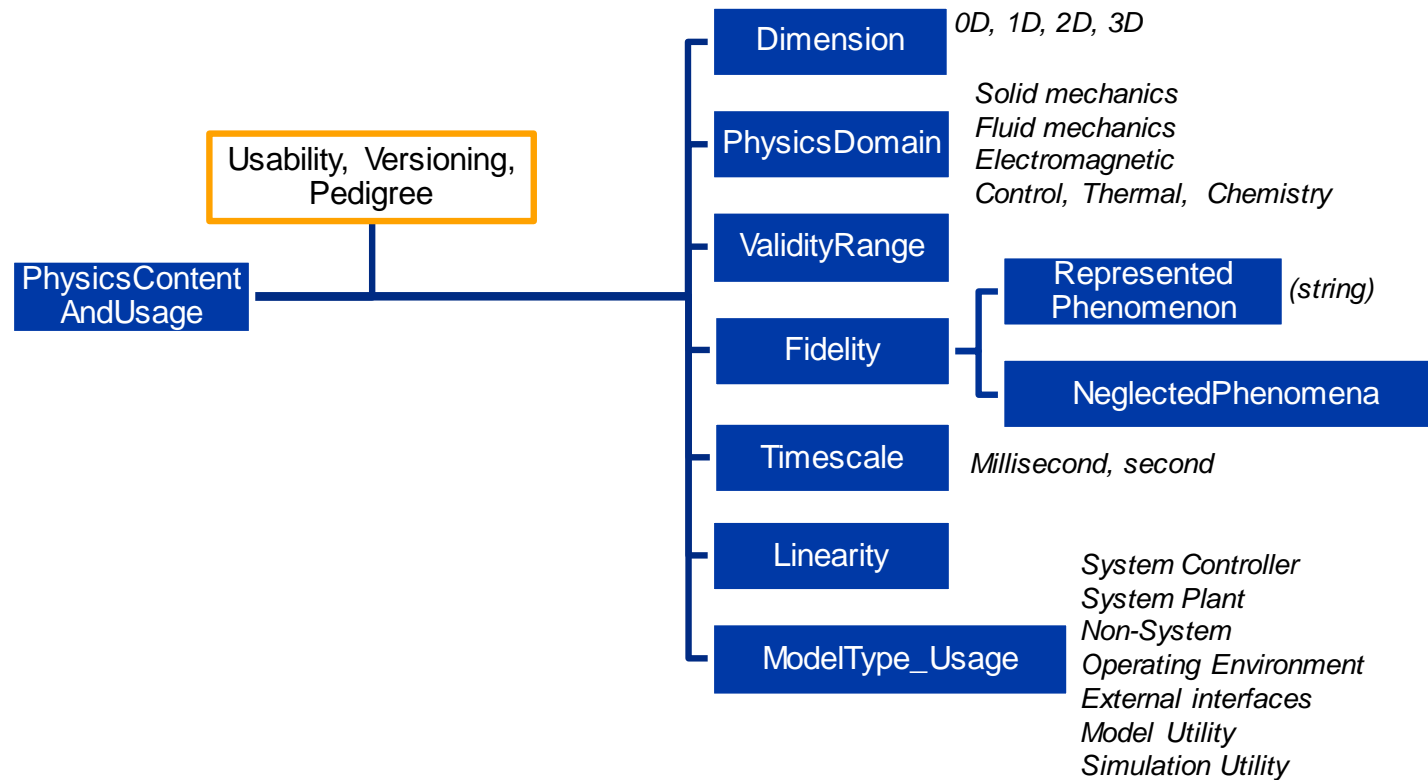 Dimension
0D, 1D, 2D, 3D
Solid mechanics
Fluid mechanics
Electromagnetic
Control, Thermal, Chemistry
PhysicsDomain
Usability, Versioning,
Pedigree
ValidityRange
PhysicsContent
AndUsage
Represented
Phenomenon
(string)
Fidelity
NeglectedPhenomena
Timescale
Millisecond, second
Linearity
ModelType_Usage
System Controller
System Plant
Non-System
Operating Environment
External interfaces
Model Utility
Simulation Utility